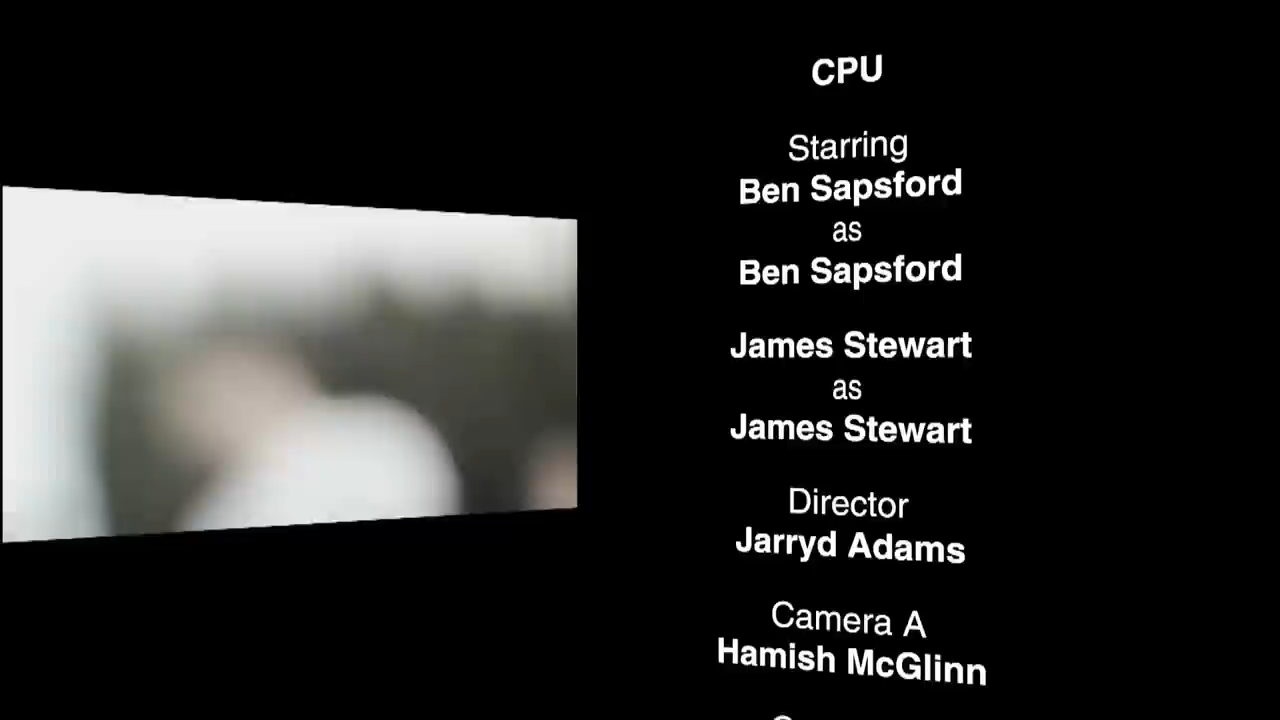 CPU
Starring
Ben Sapsford
as
Ben Sapsford
James Stewart
as
James Stewart
Director
Jarryd Adams
Camera A
Hamish McGlinn